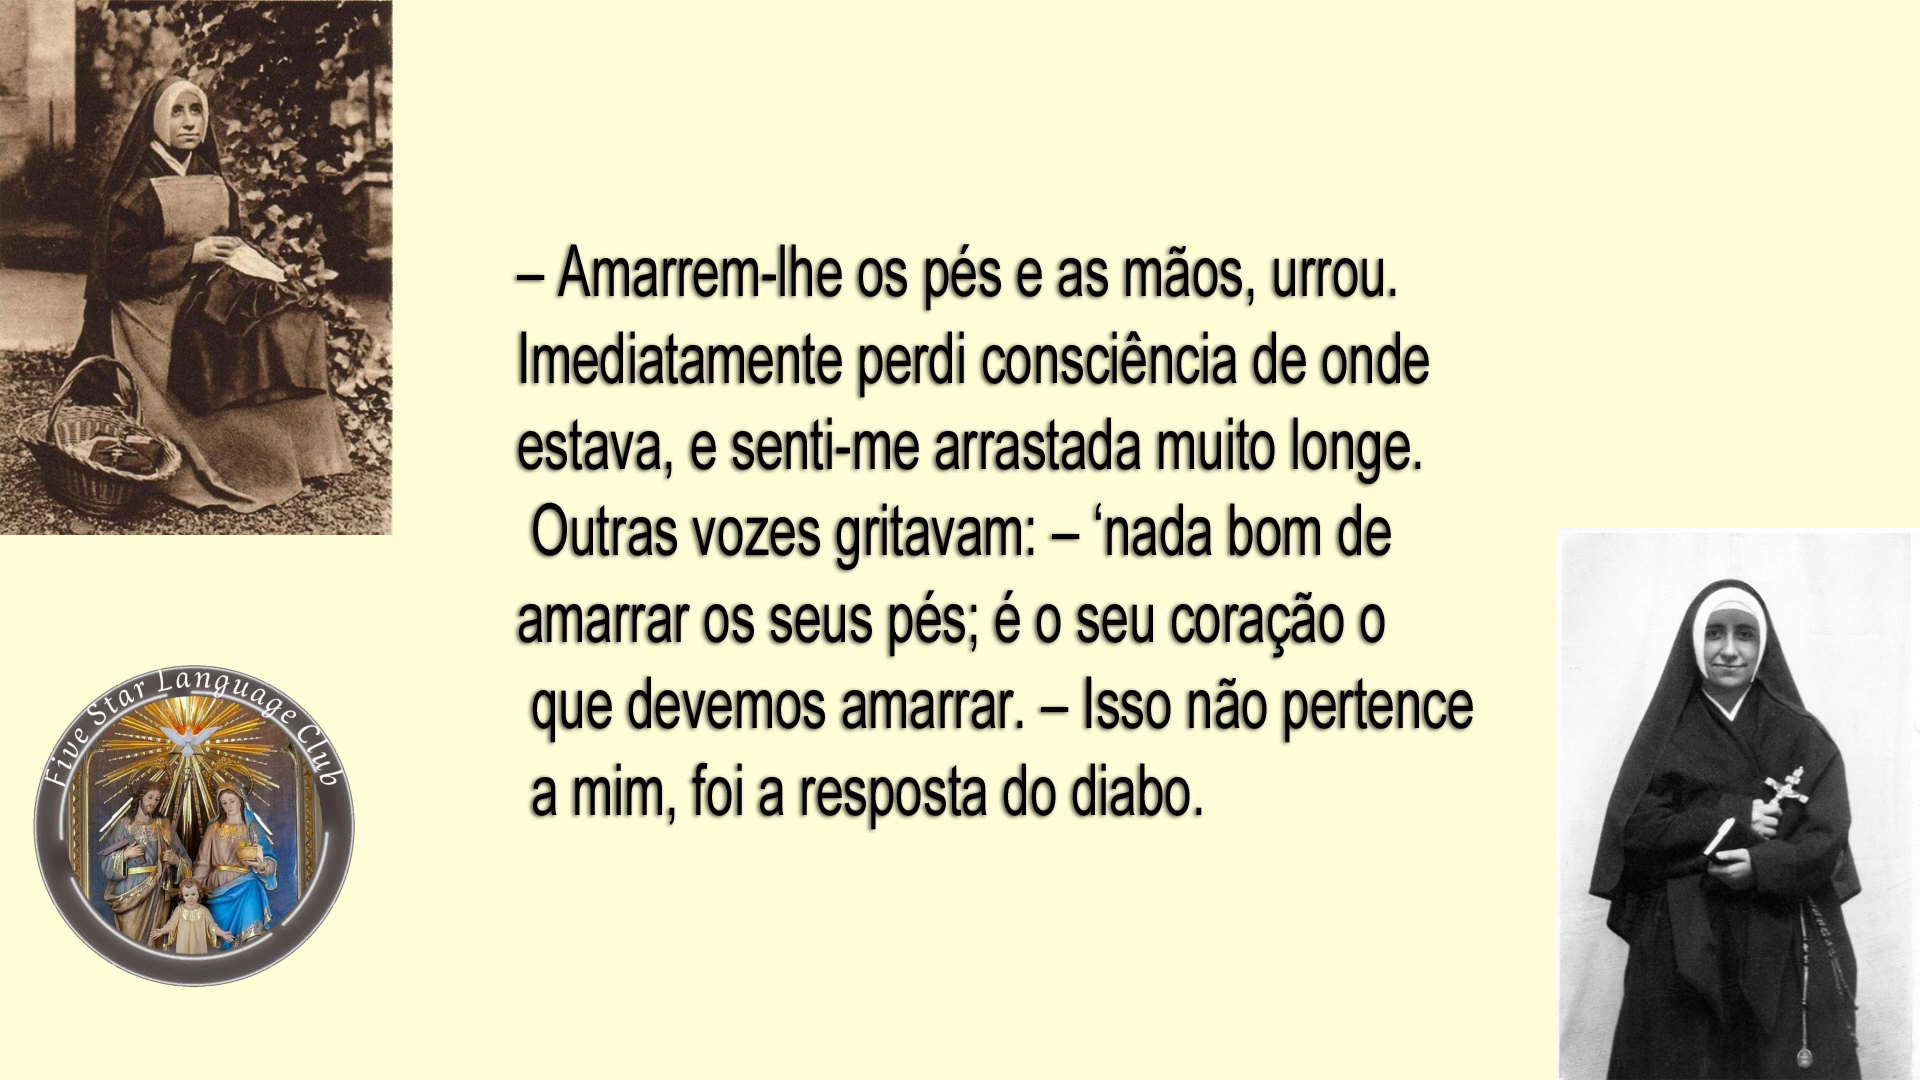 – Amarrem-lhe os pés e as mãos, urrou.
Imediatamente perdi consciência de onde
estava, e senti-me arrastada muito longe.
Outras vozes gritavam: – ‘nada bom de
amarrar os seus pés; é o seu coração o
que devemos amarrar. – Isso não pertence
a mim, foi a resposta do diabo.
Five Star Language Club